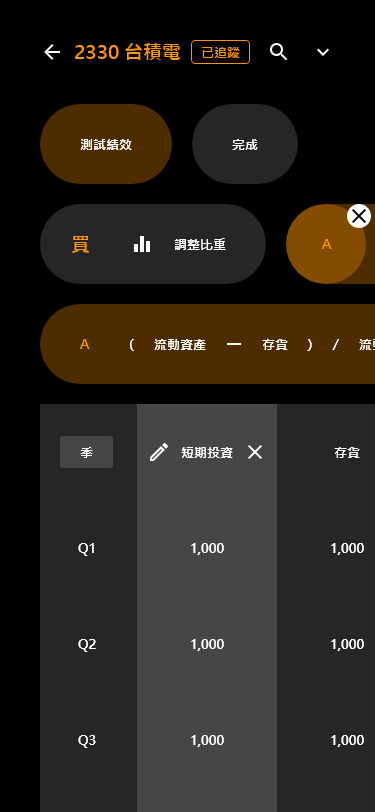 2330 台積電 已追蹤
測試績效 完成
買 調整比重 A
A ( 流動資產 — 存貨 ) / 流
季 短期投資 存貨
Q1 1,000 1,000
Q2 1,000 1,000
Q3 1,000 1,000